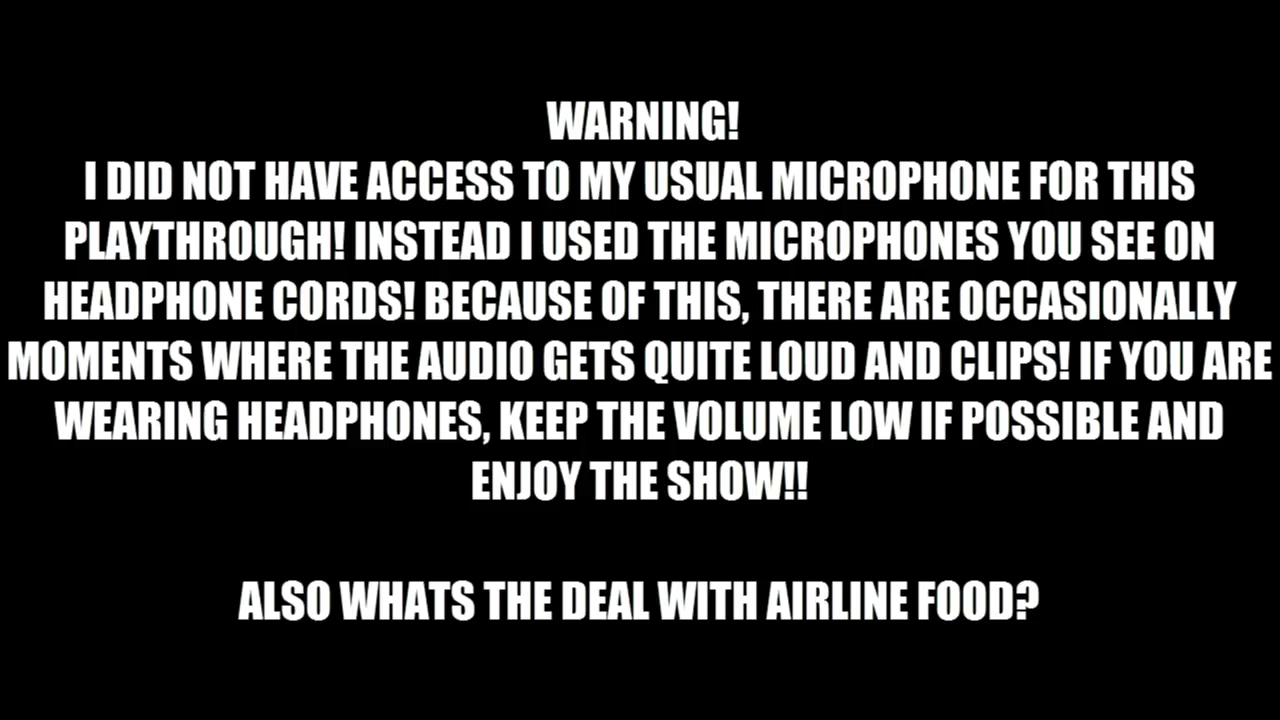 WARNING!
I DID NOT HAVE ACCESS TO MY USUAL MICROPHONE FOR THIS
PLAYTHROUGH! INSTEAD I USED THE MICROPHONES YOU SEE ON
HEADPHONE CORDS! BECAUSE OF THIS, THERE ARE OCCASIONALLY
MOMENTS WHERE THE AUDIO GETS QUITE LOUD AND CLIPS! IF YOU ARE
WEARING HEADPHONES, KEEP THE VOLUME LOW IF POSSIBLE AND
ENJOY THE SHOW!!
ALSO WHATS THE DEAL WITH AIRLINE FOOD?